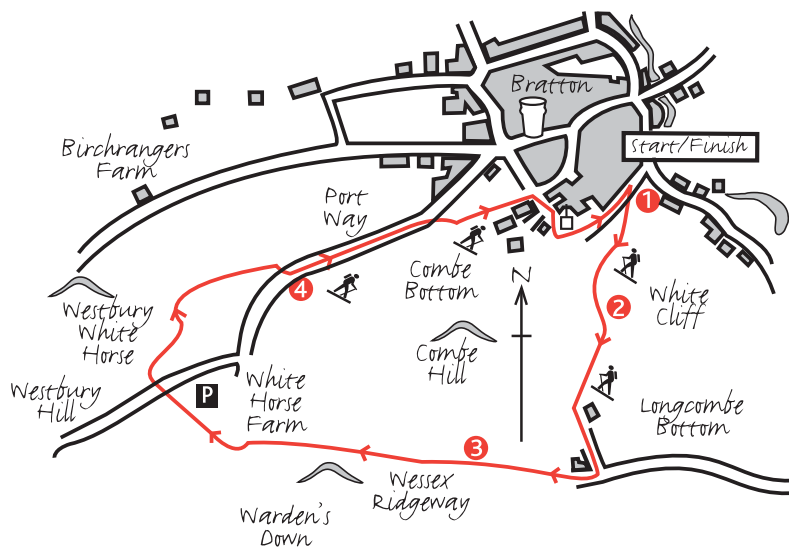 Bratton
Start/Finish
Birchrangers
Farm
Port
Way
1
Combe
Bottom
N
White
Cliff
2
4
Westbury
White
Horse
Combe
Hill
Westbury
Hill
P
White
Horse
Farm
Longcombe
Bottom
3
Wessex
Ridgeway
Warden's
Down